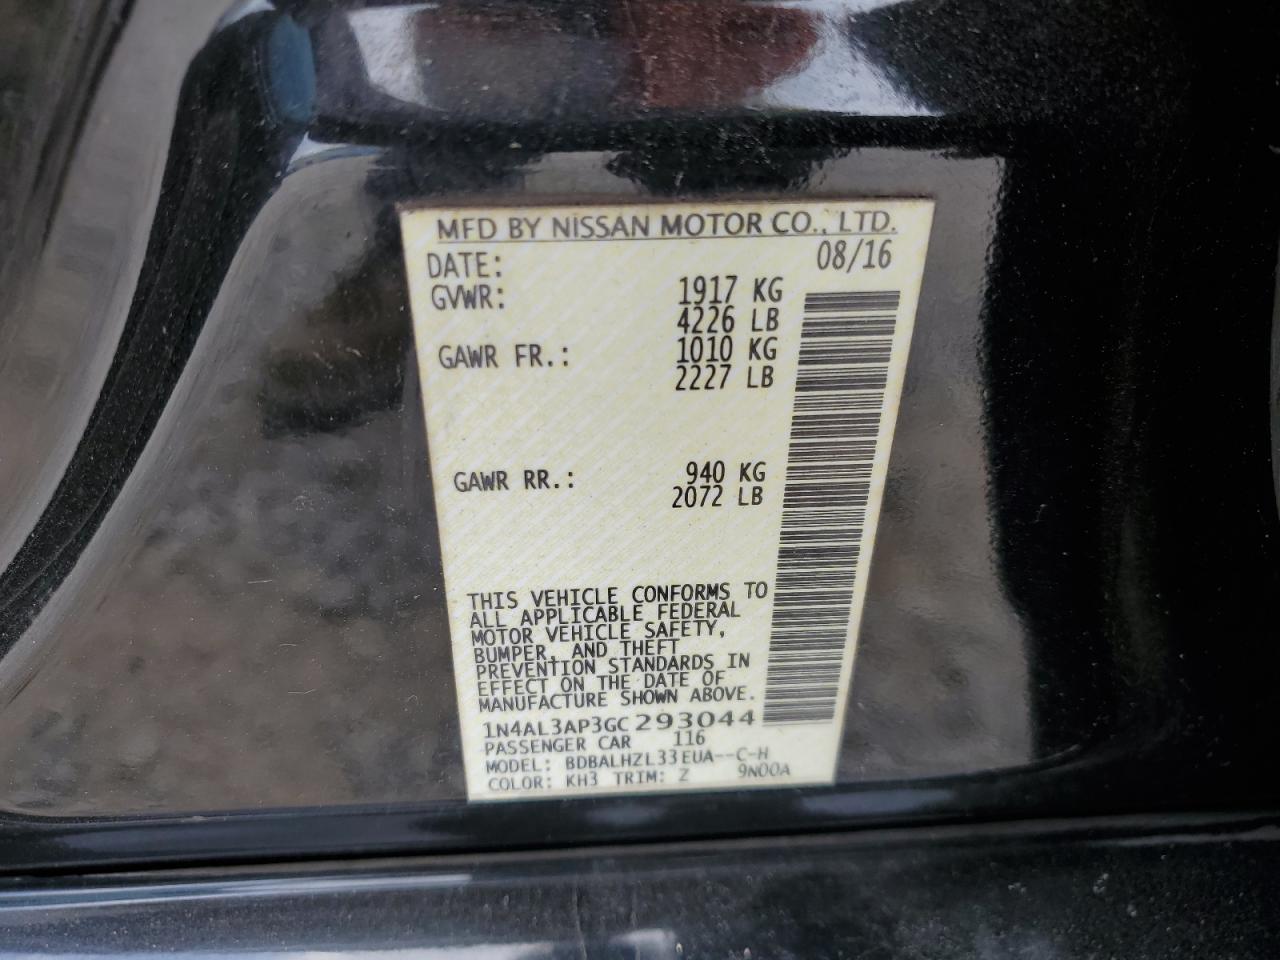 MFD BY NISSAN MOTOR CO., LTD.
DATE: 08/16
GVWR: 1917 KG
4226 LB
GAWR FR.: 1010 KG
2227 LB
GAWR RR.: 940 KG
2072 LB
THIS VEHICLE CONFORMS TO
ALL APPLICABLE FEDERAL
MOTOR VEHICLE SAFETY,
BUMPER, AND THEFT
PREVENTION STANDARDS IN
EFFECT ON THE DATE OF
MANUFACTURE SHOWN ABOVE.
1N4AL3AP3GC293044
PASSENGER CAR 116
MODEL: BDBALHZL33EUA--C-H
COLOR: KH3 TRIM: Z 9N00A